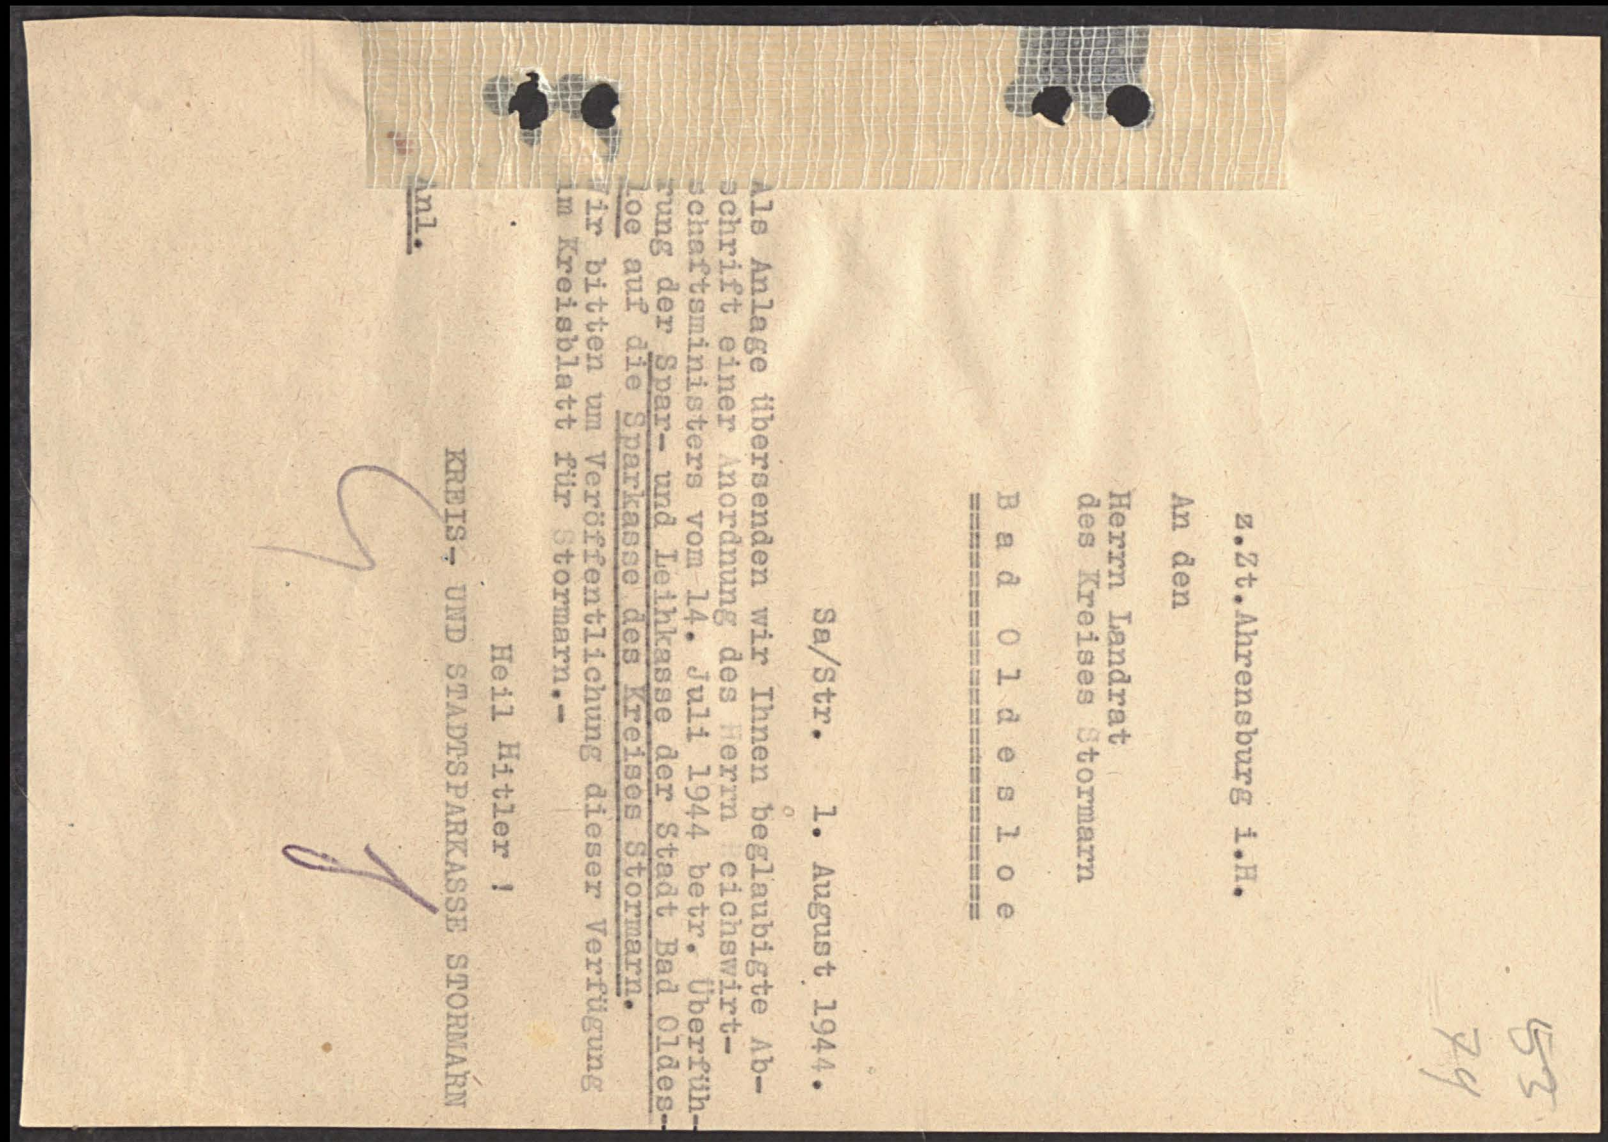 53
79
z.Zt.Ahrensburg i.H.
An den
Herrn Landrat
des Kreises Stormarn
B a d  O l d e s l o e
=========================
Sa/Str.   1. August 1944.
Als Anlage übersenden wir Ihnen beglaubigte Ab-
schrift einer Anordnung des Herrn Reichswirt-
schaftsministers vom 14. Juli 1944 betr. Überfüh-
rung der Spar- und Leihkasse der Stadt Bad Oldes-
loe auf die Sparkasse des Kreises Stormarn.
Wir bitten um Veröffentlichung dieser Verfügung
im Kreisblatt für Stormarn.-
Heil Hitler !
KREIS- UND STADTSPARKASSE STORMARN
Anl.